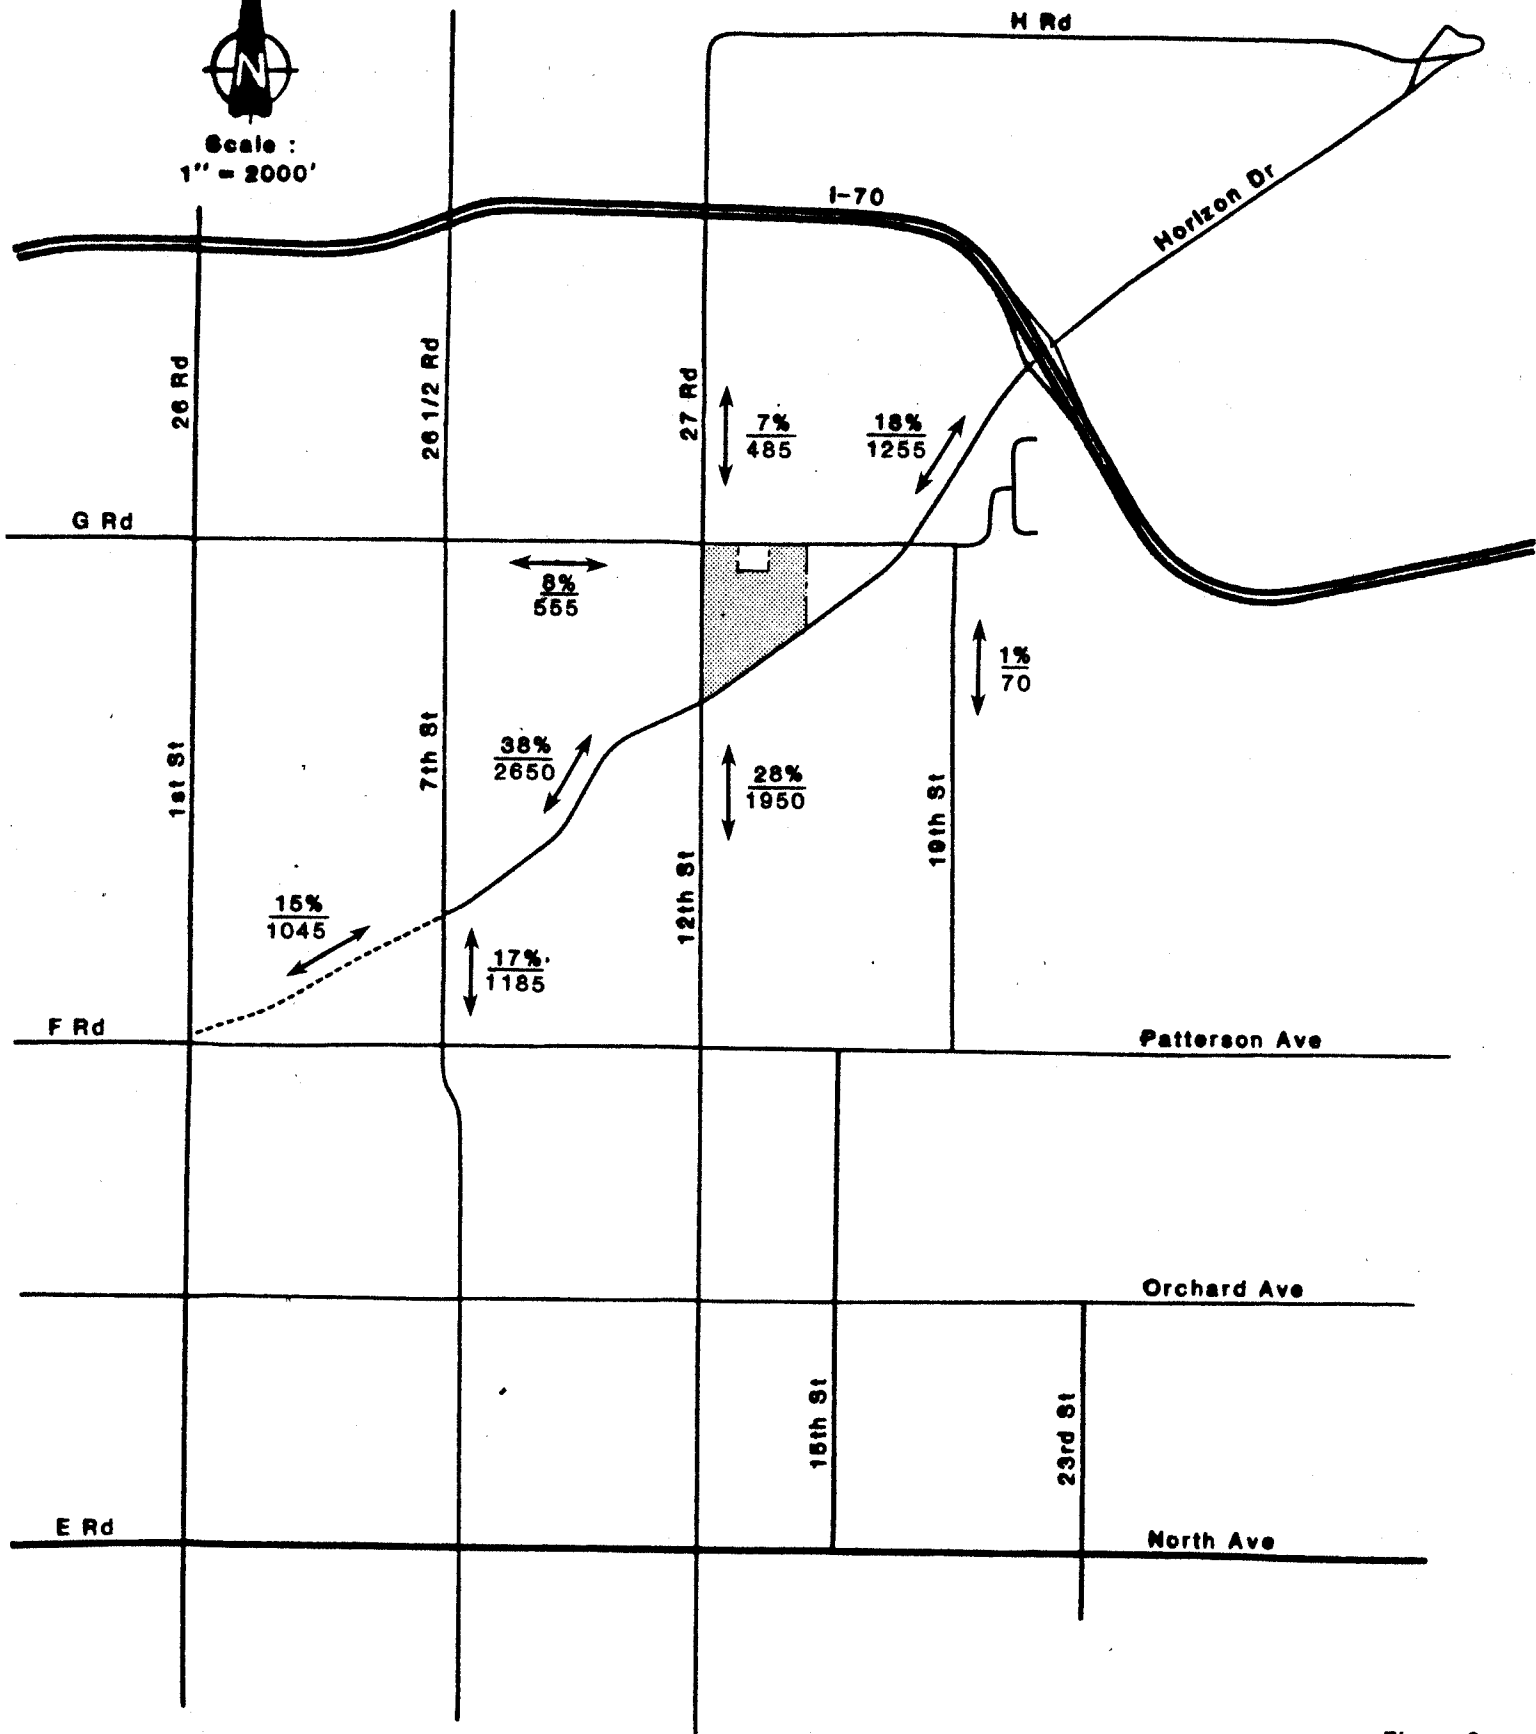 H Rd
N
Scale :
1" = 2000'
I-70
Horizon Dr
26 Rd
26 1/2 Rd
27 Rd
7%
485
18%
1255
G Rd
8%
555
1%
70
1st St
7th St
38%
2650
28%
1950
19th St
12th St
15%
1045
17%
1185
F Rd
Patterson Ave
Orchard Ave
15th St
23rd St
E Rd
North Ave